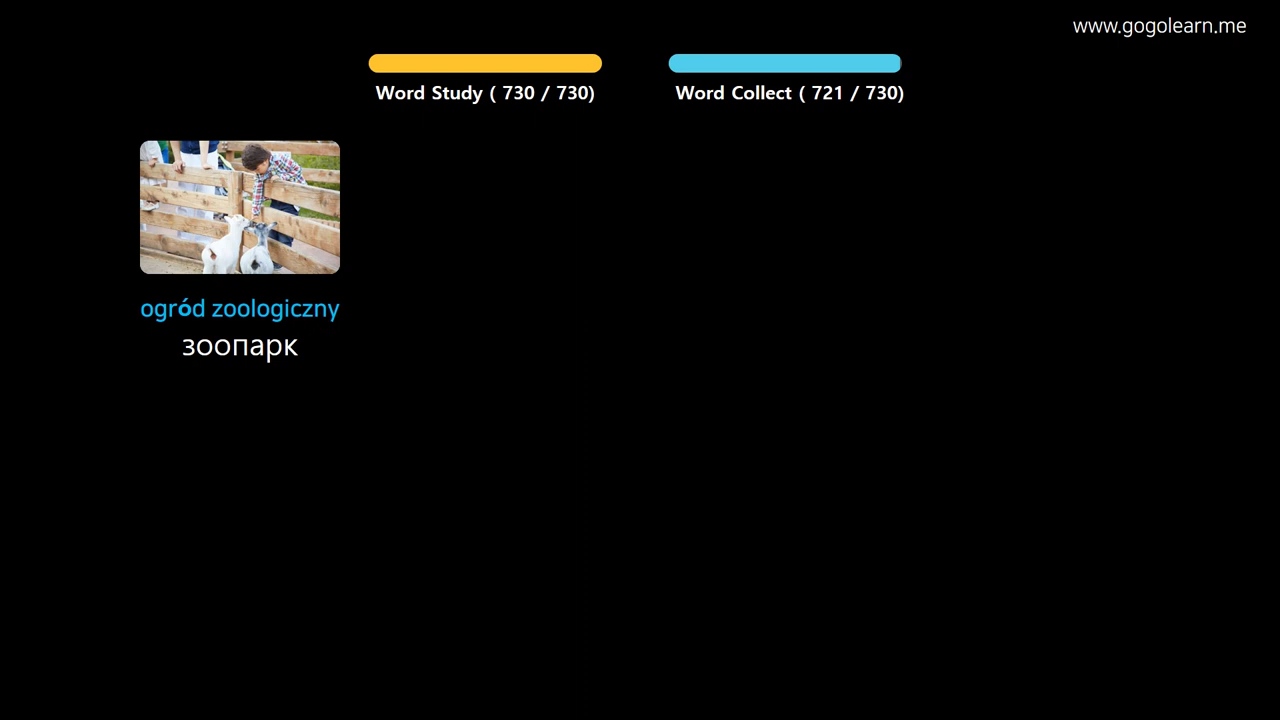 www.gogolearn.me
Word Study ( 730 / 730)
Word Collect ( 721 / 730)
ogród zoologiczny
зоопарк